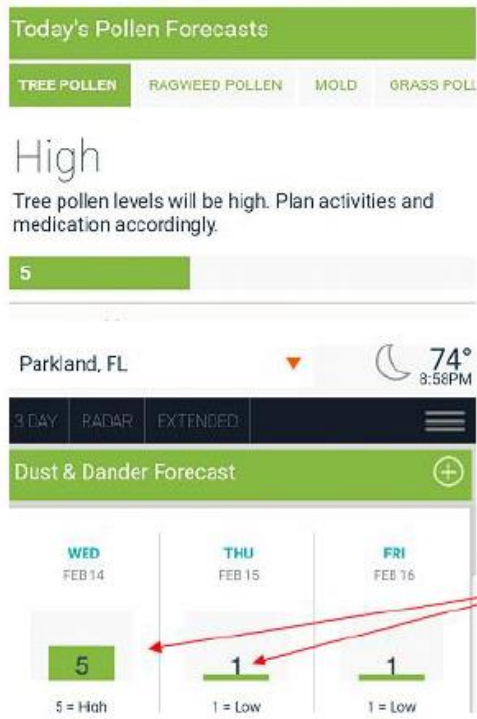 Today's Pollen Forecasts
TREE POLLEN RAGWEED POLLEN MOLD GRASS POLL
High
Tree pollen levels will be high. Plan activities and
medication accordingly.
5
Parkland, FL 74°
8:58PM
3 DAY RADAR EXTENDED
Dust & Dander Forecast
WED THU FRI
FEB 14 FEB 15 FEB 16
5 1 1
5 = High 1 = Low 1 = Low